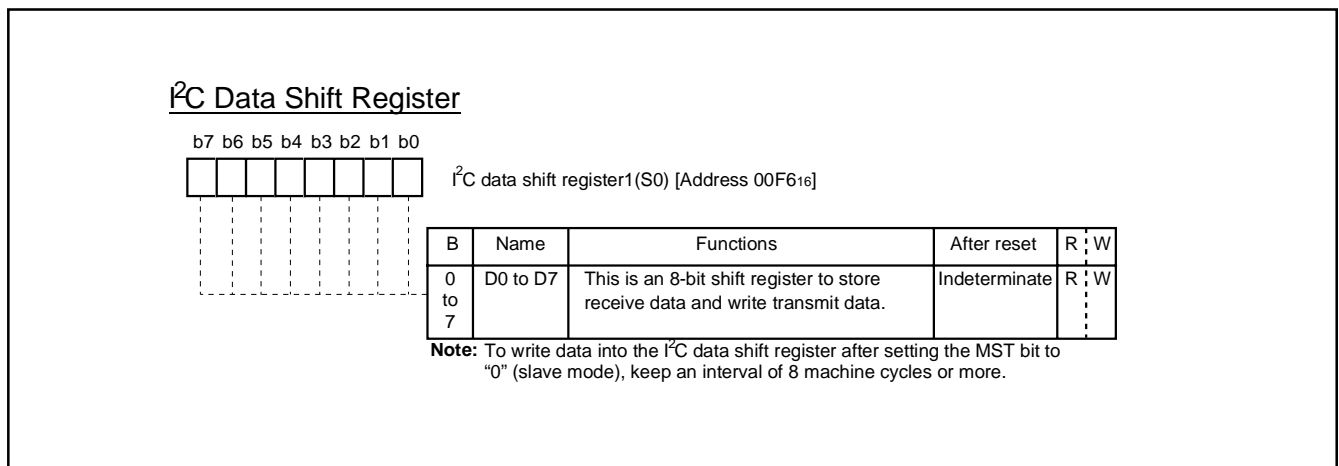 I²C Data Shift Register
b7 b6 b5 b4 b3 b2 b1 b0
I²C data shift register1(S0) [Address 00F6₁₆]
B Name Functions After reset R W
0 to 7 D0 to D7 This is an 8-bit shift register to store Indeterminate R W
receive data and write transmit data.
Note: To write data into the I²C data shift register after setting the MST bit to
“0” (slave mode), keep an interval of 8 machine cycles or more.